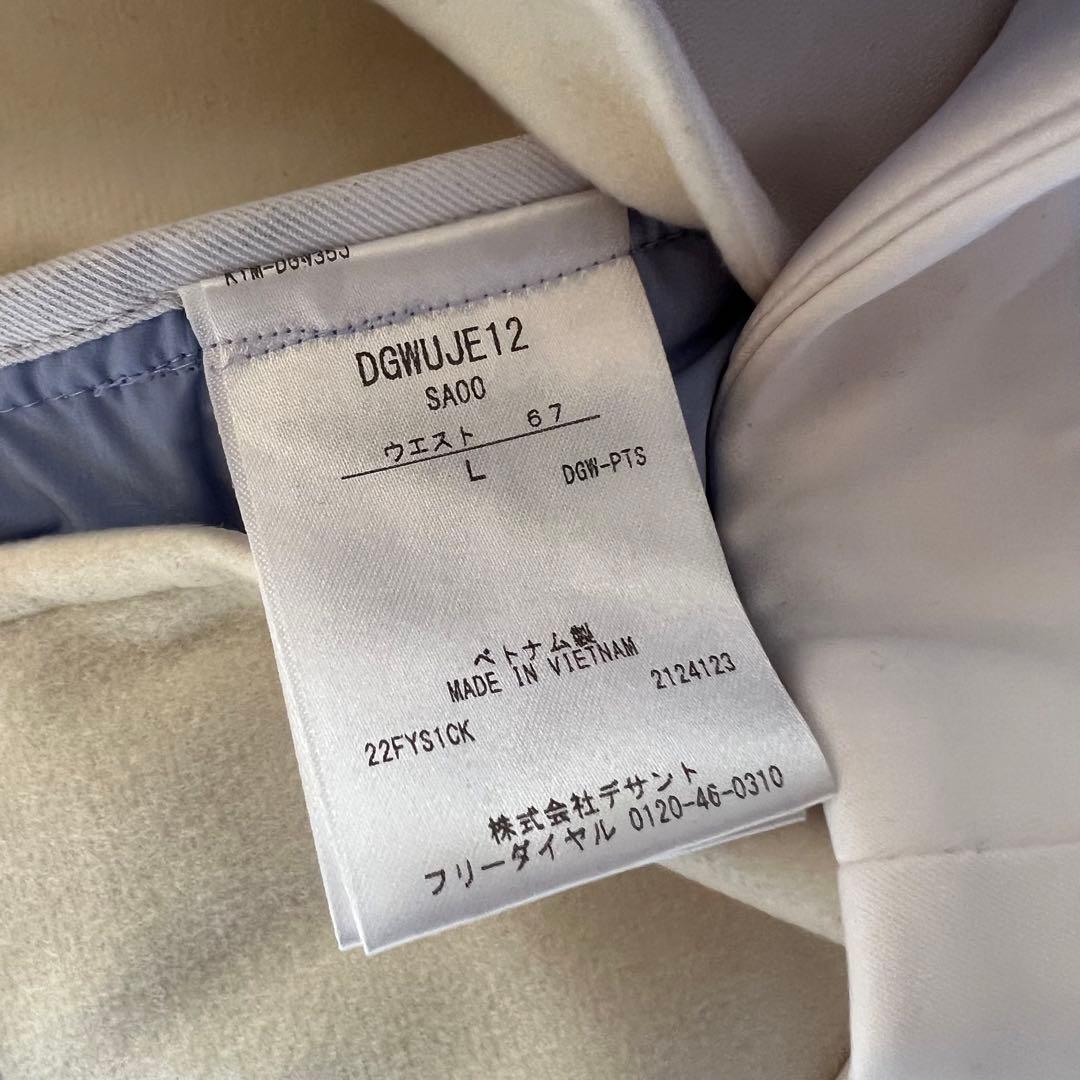 DGWUJE12
SA00
ウエスト 67
L DGW-PTS
ベトナム製
MADE IN VIETNAM
2124123
22FYS1CK
株式会社デサント
フリーダイヤル 0120-46-0310